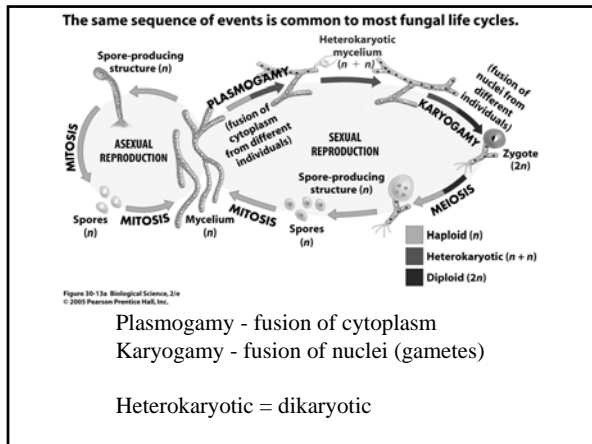 The same sequence of events is common to most fungal life cycles.
Heterokaryotic
mycelium
(n + n)
Spore-producing
structure (n)
PLASMOGAMY
(fusion of
cytoplasm
from different
individuals)
KARYOGAMY
(fusion of
nuclei from
different
individuals)
MITOSIS
ASEXUAL
REPRODUCTION
SEXUAL
REPRODUCTION
Zygote
(2n)
Spore-producing
structure (n)
MEIOSIS
Spores
(n)
MITOSIS
Mycelium
(n)
MITOSIS
Spores
(n)
Haploid (n)
Heterokaryotic (n + n)
Diploid (2n)
Figure 30-13a Biological Science, 2/e
© 2005 Pearson Prentice Hall, Inc.
Plasmogamy - fusion of cytoplasm
Karyogamy - fusion of nuclei (gametes)
Heterokaryotic = dikaryotic